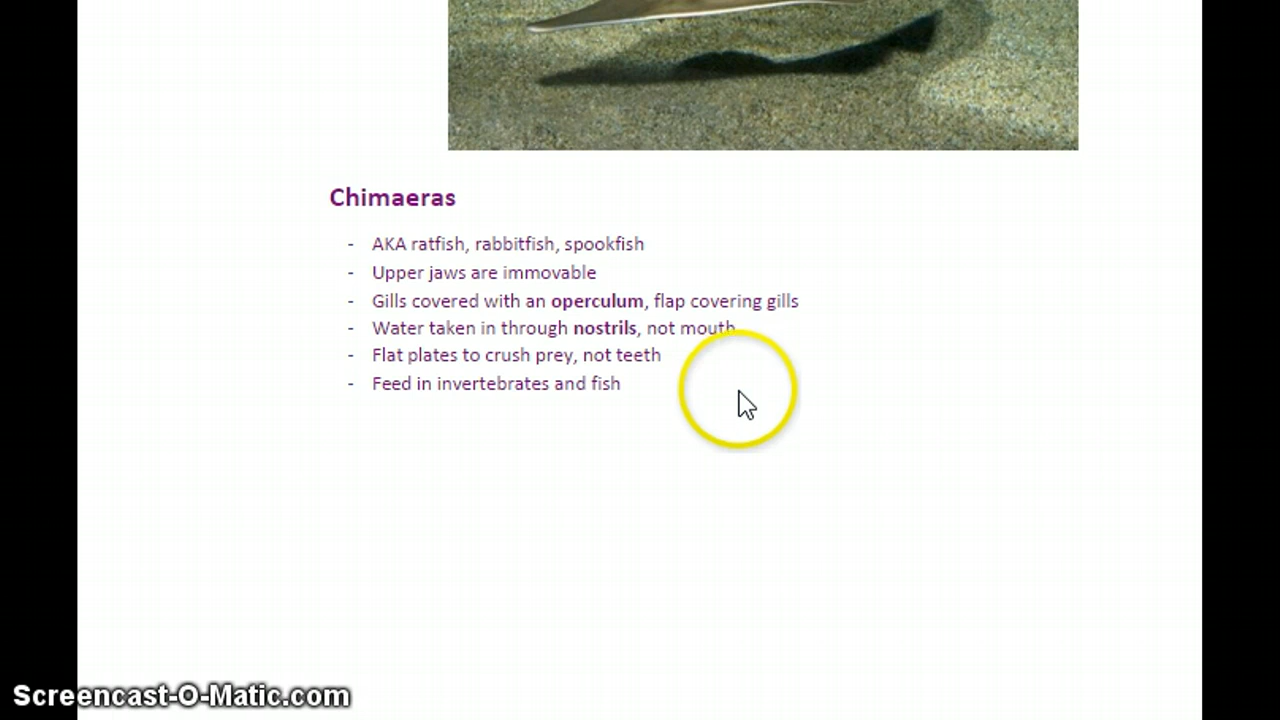 Chimaeras
- AKA ratfish, rabbitfish, spookfish
- Upper jaws are immovable
- Gills covered with an operculum, flap covering gills
- Water taken in through nostrils, not mouth
- Flat plates to crush prey, not teeth
- Feed in invertebrates and fish
Screencast-O-Matic.com